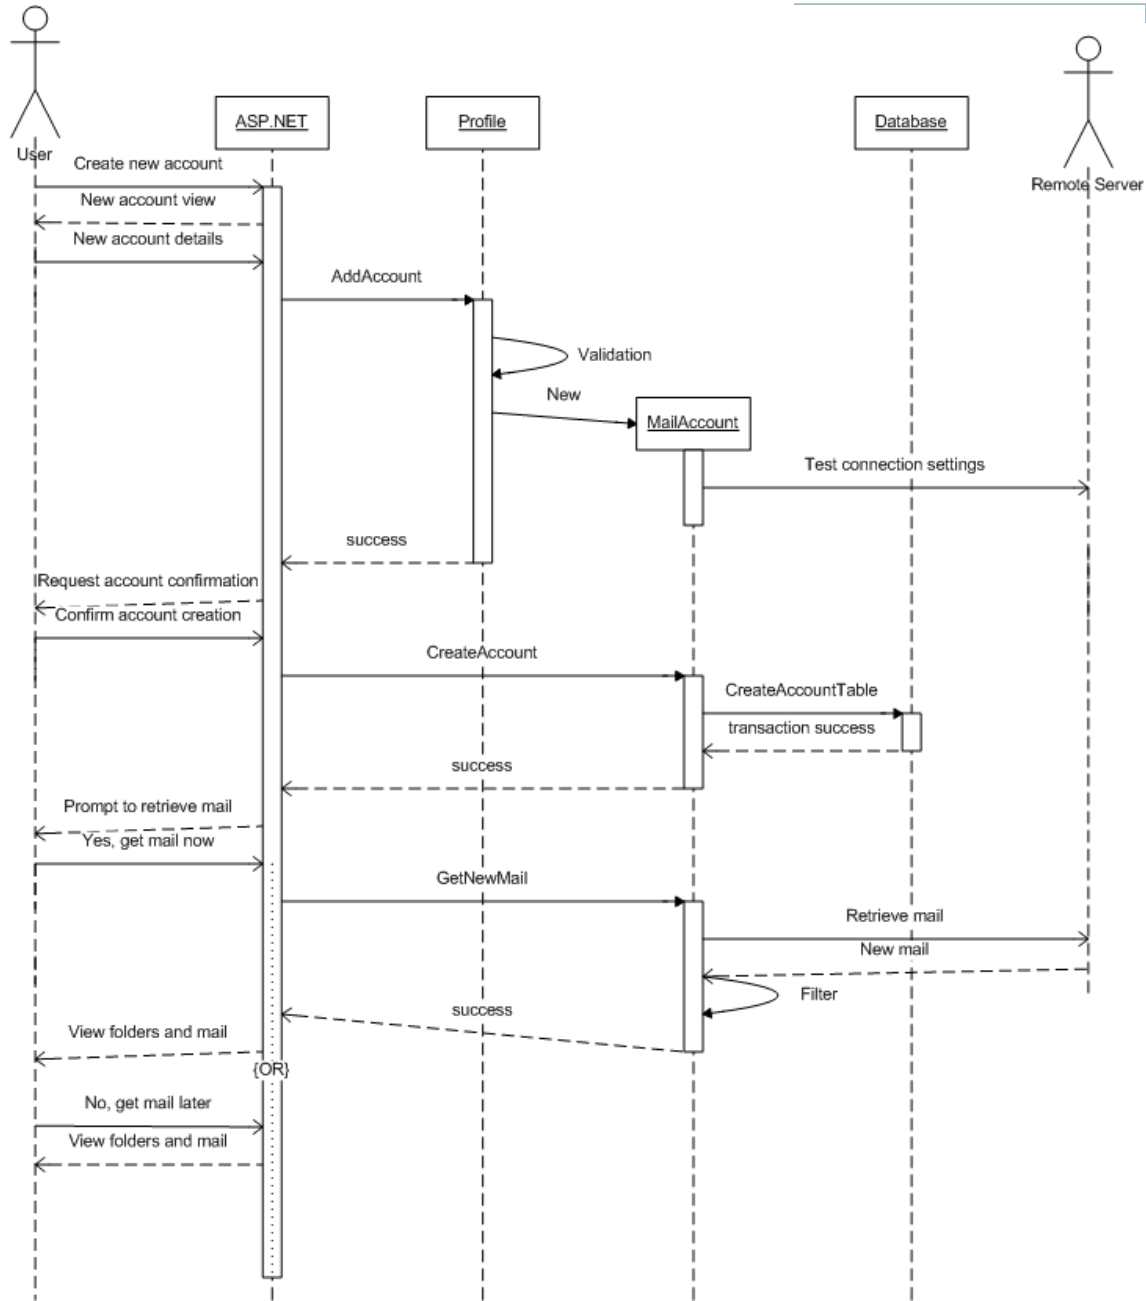 ASP.NET
Profile
Database
User
Remote Server
Create new account
New account view
New account details
AddAccount
Validation
New
MailAccount
Test connection settings
success
Request account confirmation
Confirm account creation
CreateAccount
CreateAccountTable
transaction success
success
Prompt to retrieve mail
Yes, get mail now
GetNewMail
Retrieve mail
New mail
Filter
success
View folders and mail
{OR}
No, get mail later
View folders and mail